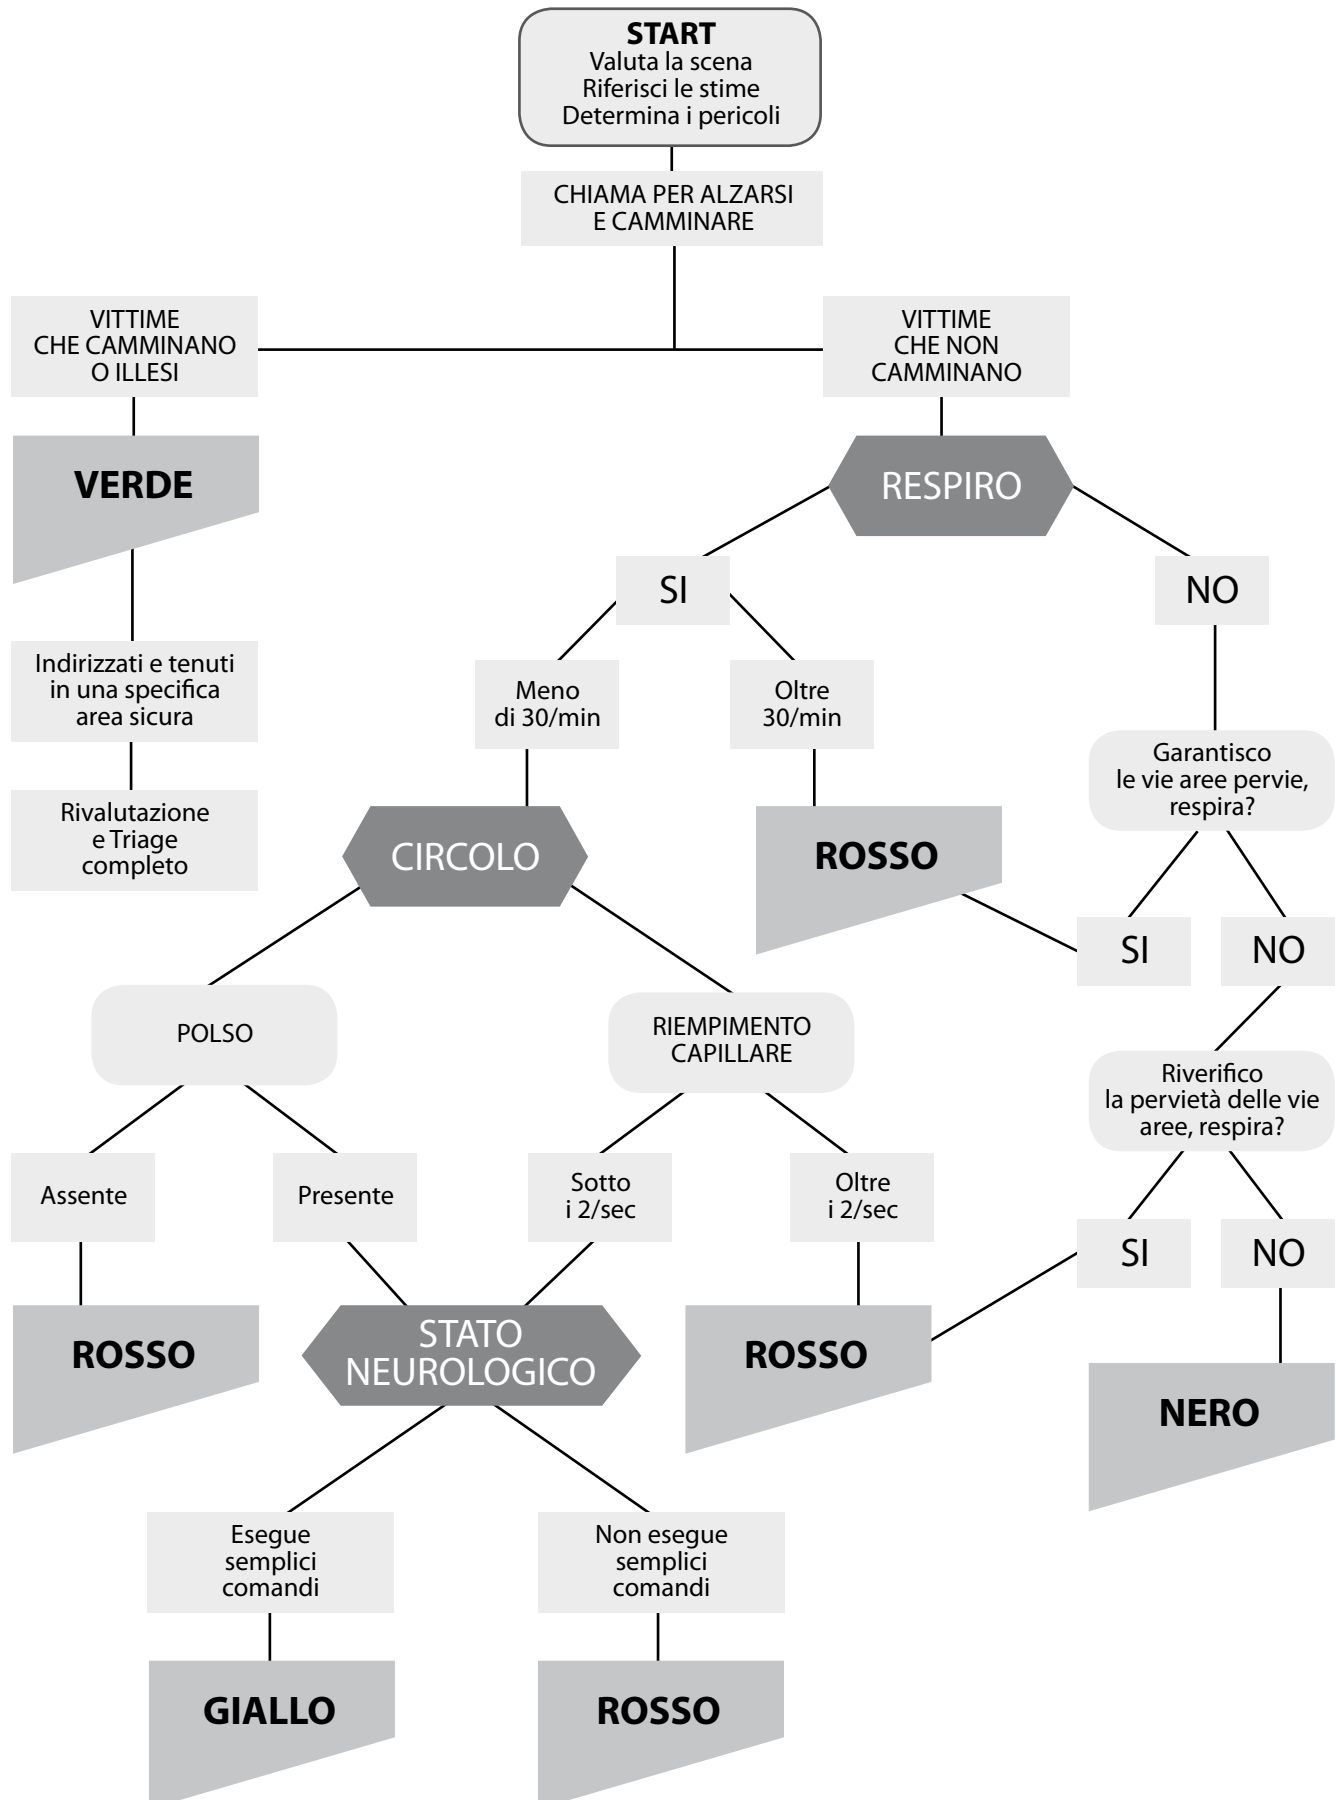 START
Valuta la scena
Riferisci le stime
Determina i pericoli
CHIAMA PER ALZARSI
E CAMMINARE
VITTIME
CHE CAMMINANO
O ILLESI
VITTIME
CHE NON
CAMMINANO
VERDE
RESPIRO
SI
NO
Indirizzati e tenuti
in una specifica
area sicura
Meno
di 30/min
Oltre
30/min
Garantisco
le vie aree pervie,
respira?
Rivalutazione
e Triage
completo
CIRCOLO
ROSSO
SI
NO
POLSO
RIEMPIMENTO
CAPILLARE
Riverifico
la pervietà delle vie
aree, respira?
Assente
Presente
Sotto
i 2/sec
Oltre
i 2/sec
SI
NO
ROSSO
STATO
NEUROLOGICO
ROSSO
NERO
Esegue
semplici
comandi
Non esegue
semplici
comandi
GIALLO
ROSSO